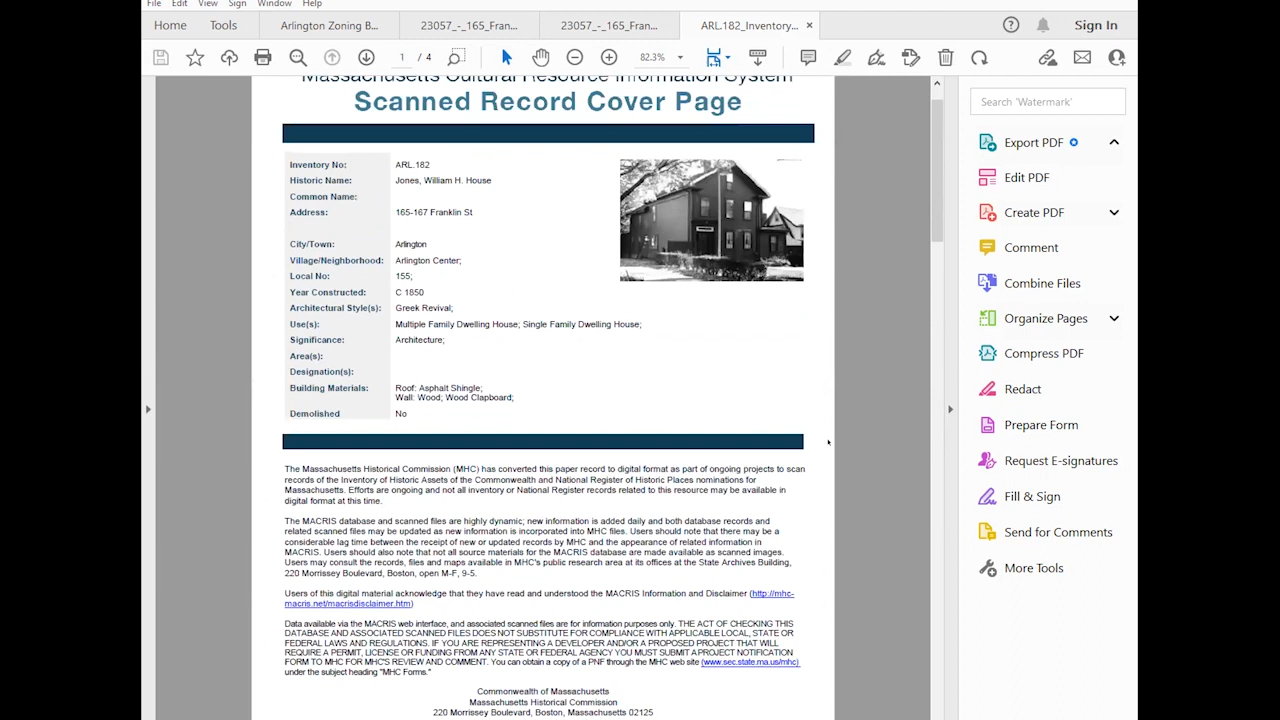 File Edit View Sign Window Help
Home Tools Arlington Zoning B... 23057_-_165_Fran... 23057_-_165_Fran... ARL.182_Inventory... × Sign In
1 / 4 82.3%
Massachusetts Cultural Resource Information System
Scanned Record Cover Page
Inventory No: ARL.182
Historic Name: Jones, William H. House
Common Name:
Address: 165-167 Franklin St
City/Town: Arlington
Village/Neighborhood: Arlington Center;
Local No: 155;
Year Constructed: C 1850
Architectural Style(s): Greek Revival;
Use(s): Multiple Family Dwelling House; Single Family Dwelling House;
Significance: Architecture;
Area(s):
Designation(s):
Building Materials: Roof: Asphalt Shingle;
Wall: Wood; Wood Clapboard;
Demolished No
The Massachusetts Historical Commission (MHC) has converted this paper record to digital format as part of ongoing projects to scan
records of the Inventory of Historic Assets of the Commonwealth and National Register of Historic Places nominations for
Massachusetts. Efforts are ongoing and not all inventory or National Register records related to this resource may be available in
digital format at this time.
The MACRIS database and scanned files are highly dynamic; new information is added daily and both database records and
related scanned files may be updated as new information is incorporated into MHC files. Users should note that there may be a
considerable lag time between the receipt of new or updated records by MHC and the appearance of related information in
MACRIS. Users should also note that not all source materials for the MACRIS database are made available as scanned images.
Users may consult the records, files and maps available in MHC's public research area at its offices at the State Archives Building,
220 Morrissey Boulevard, Boston, open M-F, 9-5.
Users of this digital material acknowledge that they have read and understood the MACRIS Information and Disclaimer (http://mhc-
macris.net/macrisdisclaimer.htm)
Data available via the MACRIS web interface, and associated scanned files are for information purposes only. THE ACT OF CHECKING THIS
DATABASE AND ASSOCIATED SCANNED FILES DOES NOT SUBSTITUTE FOR COMPLIANCE WITH APPLICABLE LOCAL, STATE OR
FEDERAL LAWS AND REGULATIONS. IF YOU ARE REPRESENTING A DEVELOPER AND/OR A PROPOSED PROJECT THAT WILL
REQUIRE A PERMIT, LICENSE OR FUNDING FROM ANY STATE OR FEDERAL AGENCY YOU MUST SUBMIT A PROJECT NOTIFICATION
FORM TO MHC FOR MHC'S REVIEW AND COMMENT. You can obtain a copy of a PNF through the MHC web site (www.sec.state.ma.us/mhc)
under the subject heading "MHC Forms."
Commonwealth of Massachusetts
Massachusetts Historical Commission
220 Morrissey Boulevard, Boston, Massachusetts 02125
Search 'Watermark'
Export PDF
Edit PDF
Create PDF
Comment
Combine Files
Organize Pages
Compress PDF
Redact
Prepare Form
Request E-signatures
Fill & Sign
Send for Comments
More Tools